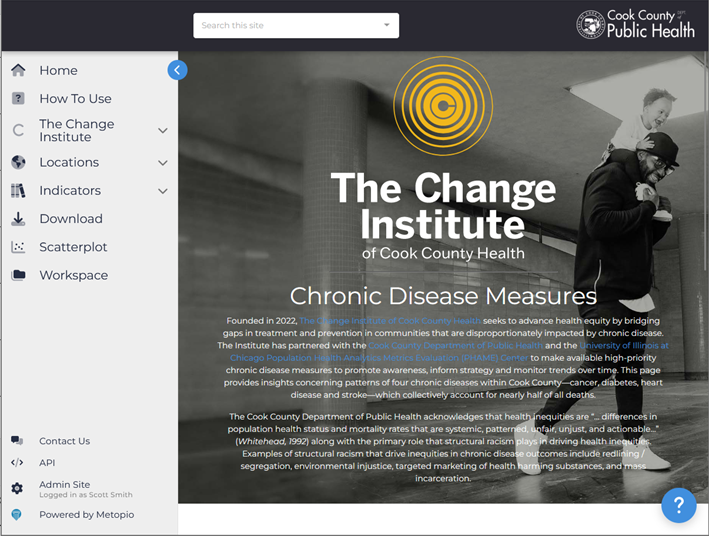 Search this site
Cook County DEPT. of
Public Health
Home
?
How To Use
The Change
Institute
Locations
Indicators
Download
Scatterplot
Workspace
Contact Us
API
Admin Site
Logged in as Scott Smith
Powered by Metopio
The Change
Institute
of Cook County Health
Chronic Disease Measures
Founded in 2022, The Change Institute of Cook County Health seeks to advance health equity by bridging
gaps in treatment and prevention in communities that are disproportionately impacted by chronic disease.
The Institute has partnered with the Cook County Department of Public Health and the University of Illinois at
Chicago Population Health Analytics Metrics Evaluation (PHAME) Center to make available high-priority
chronic disease measures to promote awareness, inform strategy and monitor trends over time. This page
provides insights concerning patterns of four chronic diseases within Cook County—cancer, diabetes, heart
disease and stroke—which collectively account for nearly half of all deaths.
The Cook County Department of Public Health acknowledges that health inequities are "... differences in
population health status and mortality rates that are systemic, patterned, unfair, unjust, and actionable..."
(Whitehead, 1992) along with the primary role that structural racism plays in driving health inequities.
Examples of structural racism that drive inequities in chronic disease outcomes include redlining /
segregation, environmental injustice, targeted marketing of health harming substances, and mass
incarceration.
?